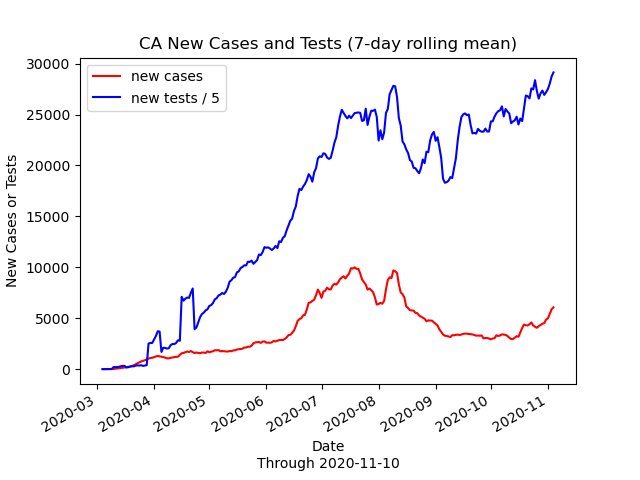 CA New Cases and Tests (7-day rolling mean)
new cases
new tests / 5
30000
25000
20000
15000
10000
5000
0
New Cases or Tests
2020-03
2020-04
2020-05
2020-06
2020-07
2020-08
2020-09
2020-10
2020-11
Date
Through 2020-11-10